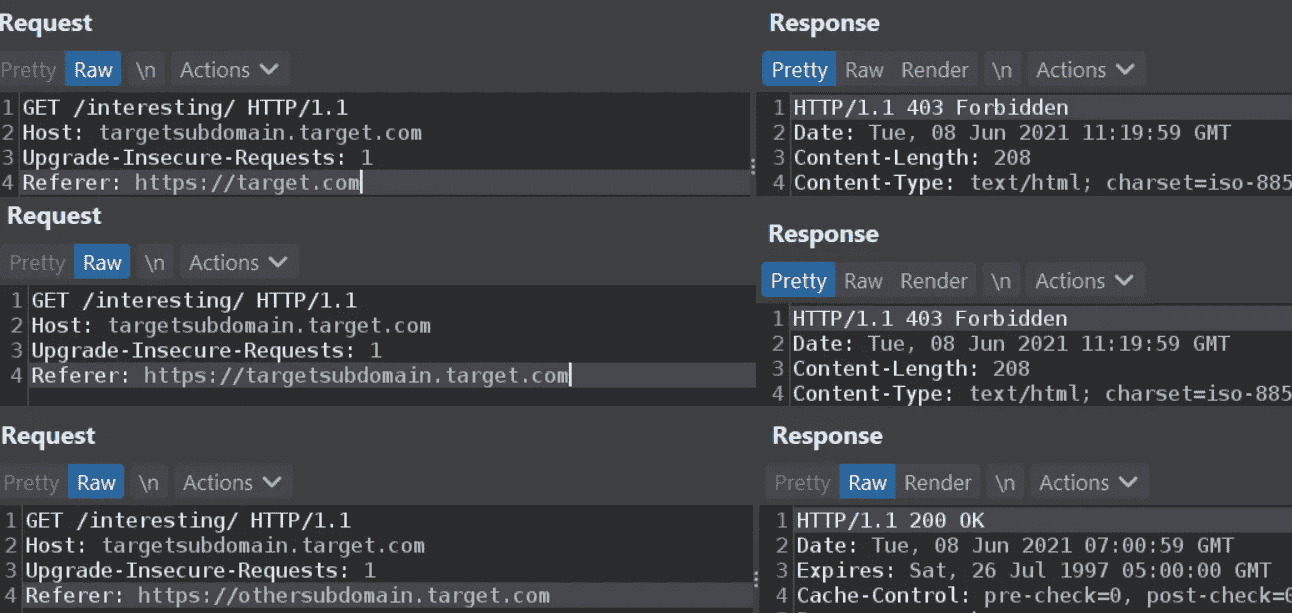 Request
Response
Pretty Raw \n Actions
Pretty Raw Render \n Actions
1 GET /interesting/ HTTP/1.1
2 Host: targetsubdomain.target.com
3 Upgrade-Insecure-Requests: 1
4 Referer: https://target.com
1 HTTP/1.1 403 Forbidden
2 Date: Tue, 08 Jun 2021 11:19:59 GMT
3 Content-Length: 208
4 Content-Type: text/html; charset=iso-885
Request
Response
Pretty Raw \n Actions
Pretty Raw Render \n Actions
1 GET /interesting/ HTTP/1.1
2 Host: targetsubdomain.target.com
3 Upgrade-Insecure-Requests: 1
4 Referer: https://targetsubdomain.target.com
1 HTTP/1.1 403 Forbidden
2 Date: Tue, 08 Jun 2021 11:19:59 GMT
3 Content-Length: 208
4 Content-Type: text/html; charset=iso-885
Request
Response
Pretty Raw \n Actions
Pretty Raw Render \n Actions
1 GET /interesting/ HTTP/1.1
2 Host: targetsubdomain.target.com
3 Upgrade-Insecure-Requests: 1
4 Referer: https://othersubdomain.target.com
1 HTTP/1.1 200 OK
2 Date: Tue, 08 Jun 2021 07:00:59 GMT
3 Expires: Sat, 26 Jul 1997 05:00:00 GMT
4 Cache-Control: pre-check=0, post-check=0